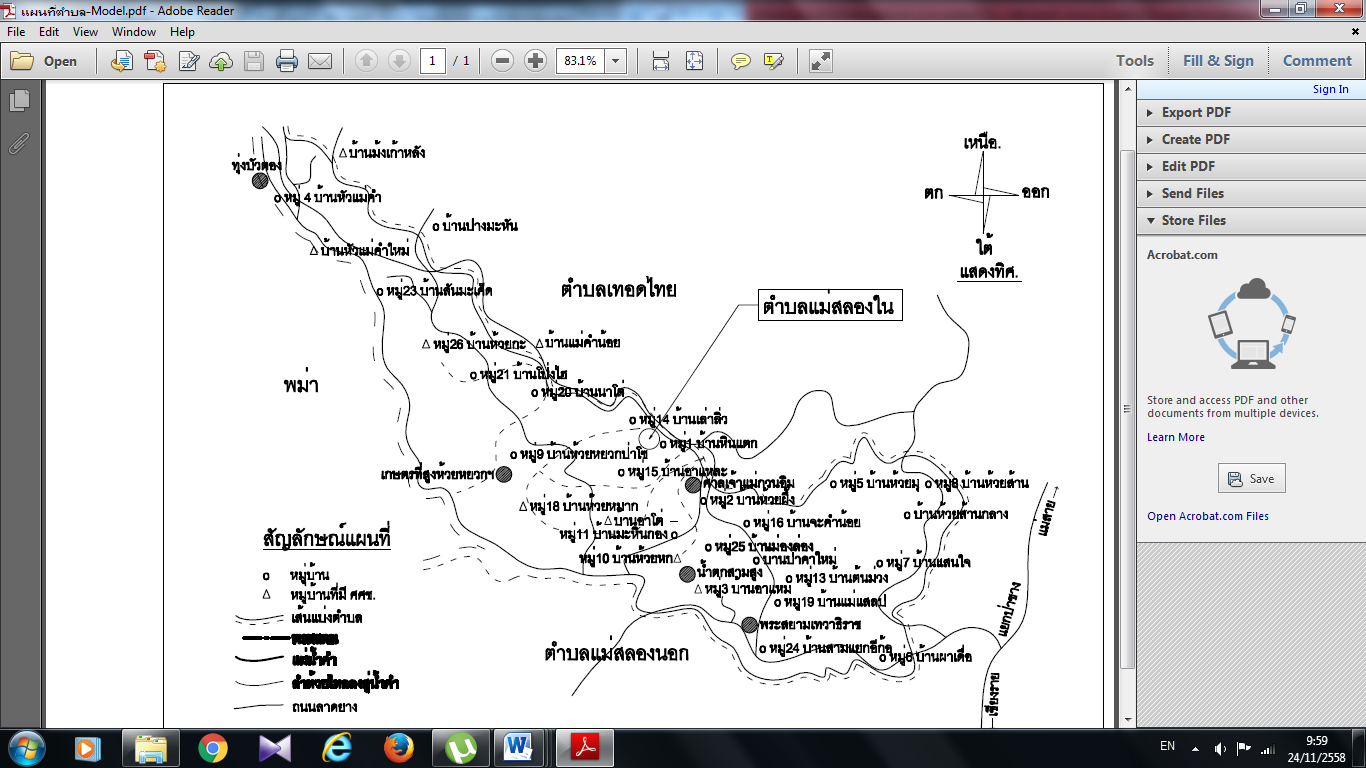 แผนที่ตำบล-Model.pdf - Adobe Reader
File Edit View Window Help
Open 1 / 1 83.1% Tools Fill & Sign Comment
Sign In
Export PDF
Create PDF
Edit PDF
Send Files
Store Files
Acrobat.com
Store and access PDF and other
documents from multiple devices.
Learn More
Save
Open Acrobat.com Files
เหนือ.
ตก ออก
ใต้
แสดงทิศ.
บ้านม้งเก้าหลัง
ทุ่งบัวตอง
หมู่ 4 บ้านหัวแม่คำ
บ้านปางมะหัน
บ้านหัวแม่คำใหม่
หมู่23 บ้านสันมะเค็ด
ตำบลเทอดไทย
ตำบลแม่สลองใน
หมู่26 บ้านห้วยกะ
บ้านแม่คำน้อย
หมู่21 บ้านโป่งไฮ
พม่า
หมู่20 บ้านนาโต่
หมู่14 บ้านเล่าลิ่ว
หมู่1 บ้านหินแตก
หมู่9 บ้านห้วยหยวกป่าโซ
หมู่15 บ้านอาแหละ
เกษตรที่สูงห้วยหยวกฯ
ศาลเจ้าแม่กวนอิม
หมู่5 บ้านห้วยมุ
หมู่8 บ้านห้วยส้าน
หมู่2 บ้านห้วยผึ้ง
หมู่18 บ้านห้วยหมาก
บ้านห้วยส้านกลาง
บ้านอาโต่
หมู่16 บ้านจะคำน้อย
หมู่11 บ้านมะหินกอง
หมู่25 บ้านม่องล่อง
หมู่10 บ้านห้วยหก
บ้านป่าคาใหม่
หมู่7 บ้านแสนใจ
น้ำตกสามสูง
หมู่13 บ้านต้นม่วง
หมู่3 บ้านอาแหม
หมู่19 บ้านแม่แสลป
พระสยามเทวาธิราช
หมู่24 บ้านสามแยกอีก้อ
หมู่6 บ้านผาเดื่อ
ตำบลแม่สลองนอก
แม่สาย
แยกป่าซาง
เชียงราย
สัญลักษณ์แผนที่
หมู่บ้าน
หมู่บ้านที่มี ศศช.
เส้นแบ่งตำบล
แม่น้ำคำ
ลำห้วยไหลลงสู่น้ำคำ
ถนนลาดยาง
EN 9:59
24/11/2558